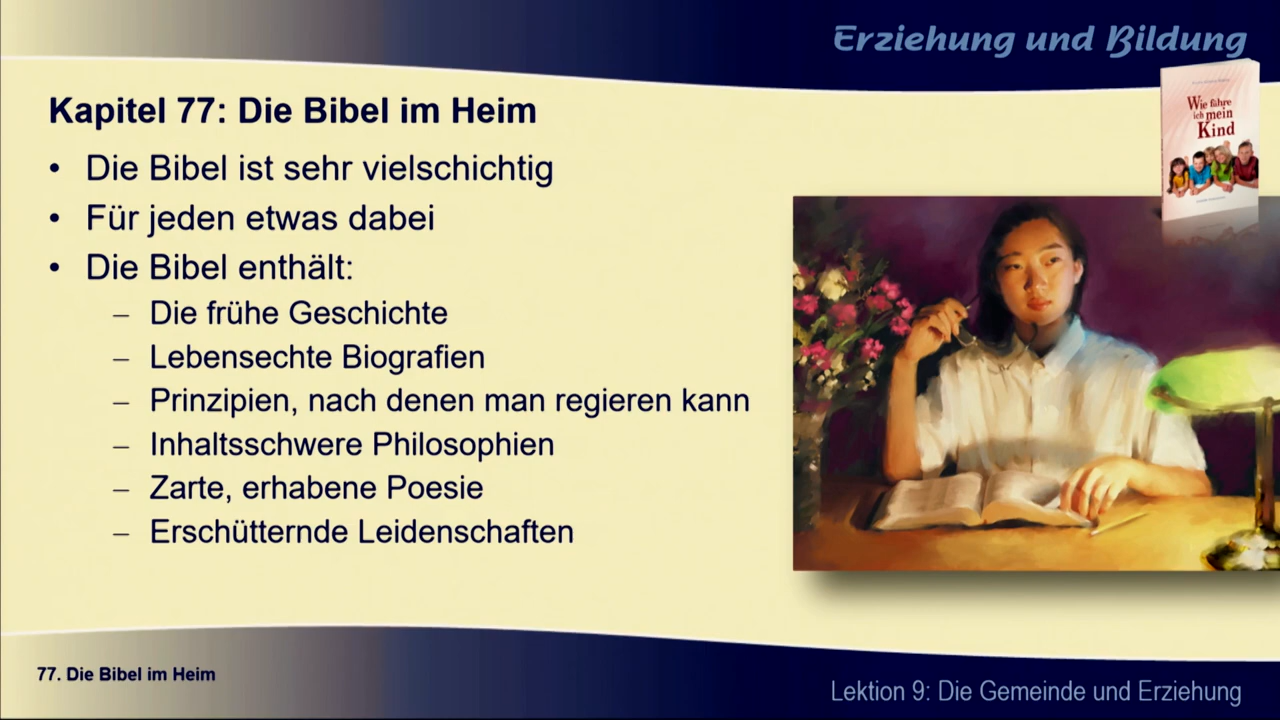 Erziehung und Bildung
Kapitel 77: Die Bibel im Heim
Wie führe
ich mein
Kind
• Die Bibel ist sehr vielschichtig
• Für jeden etwas dabei
• Die Bibel enthält:
– Die frühe Geschichte
– Lebensechte Biografien
– Prinzipien, nach denen man regieren kann
– Inhaltsschwere Philosophien
– Zarte, erhabene Poesie
– Erschütternde Leidenschaften
77. Die Bibel im Heim
Lektion 9: Die Gemeinde und Erziehung